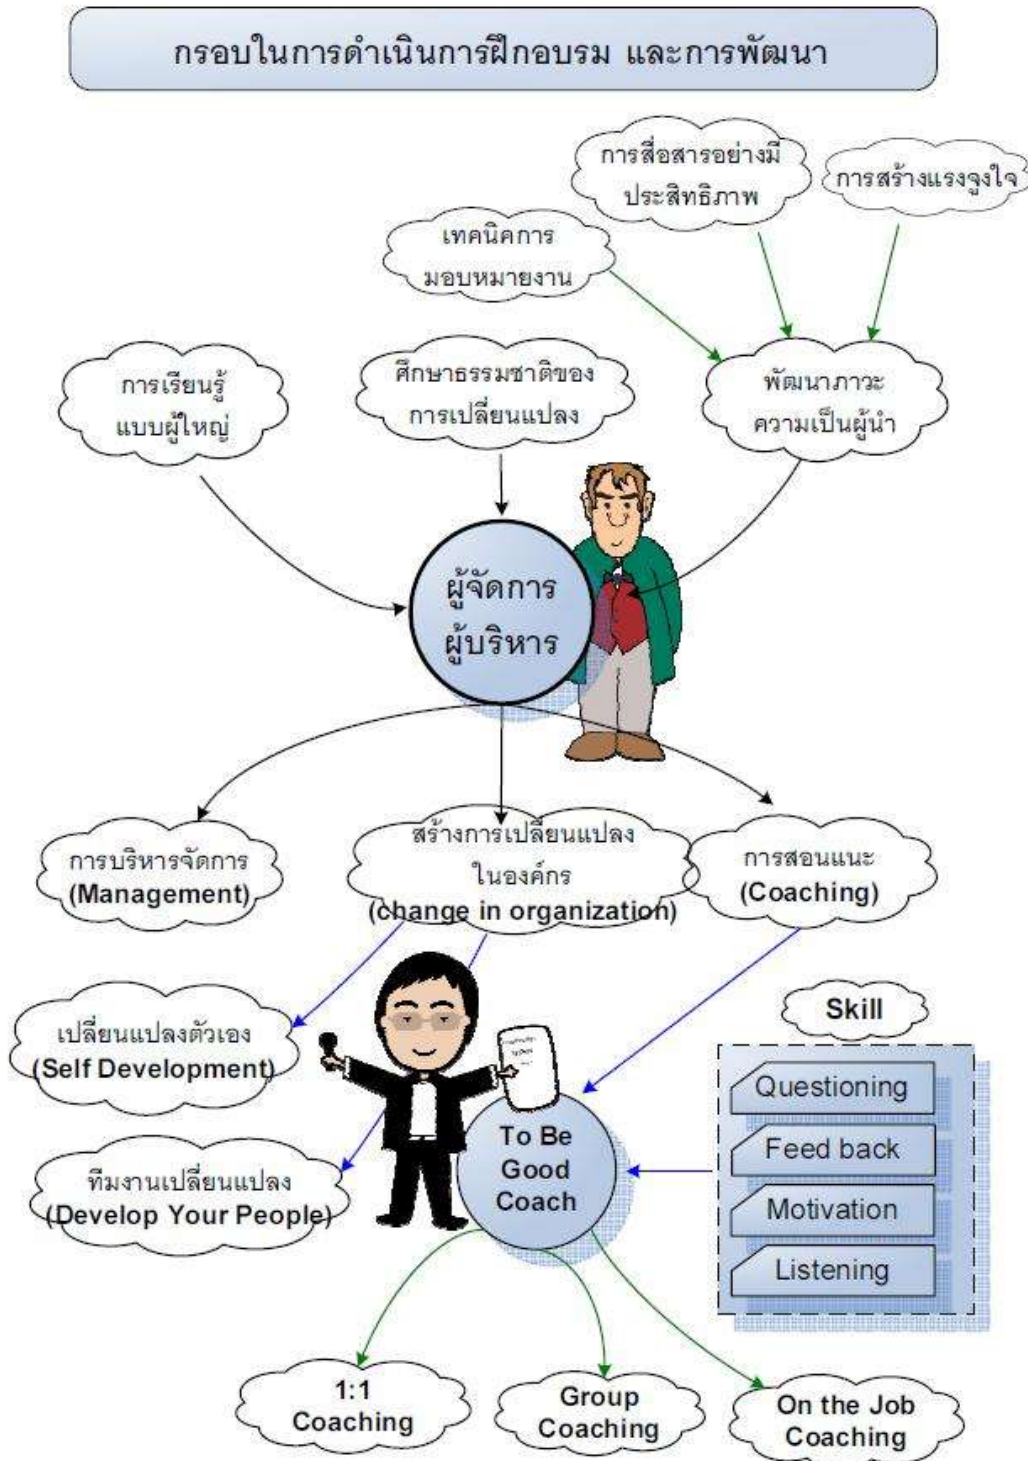 กรอบในการดำเนินการฝึกอบรม และการพัฒนา
การสื่อสารอย่างมี
ประสิทธิภาพ
การสร้างแรงจูงใจ
เทคนิคการ
มอบหมายงาน
การเรียนรู้
แบบผู้ใหญ่
ศึกษาธรรมชาติของ
การเปลี่ยนแปลง
พัฒนาภาวะ
ความเป็นผู้นำ
ผู้จัดการ
ผู้บริหาร
การบริหารจัดการ
(Management)
สร้างการเปลี่ยนแปลง
ในองค์กร
(change in organization)
การสอนแนะ
(Coaching)
เปลี่ยนแปลงตัวเอง
(Self Development)
ทีมงานเปลี่ยนแปลง
(Develop Your People)
To Be
Good
Coach
Skill
Questioning
Feed back
Motivation
Listening
1:1
Coaching
Group
Coaching
On the Job
Coaching